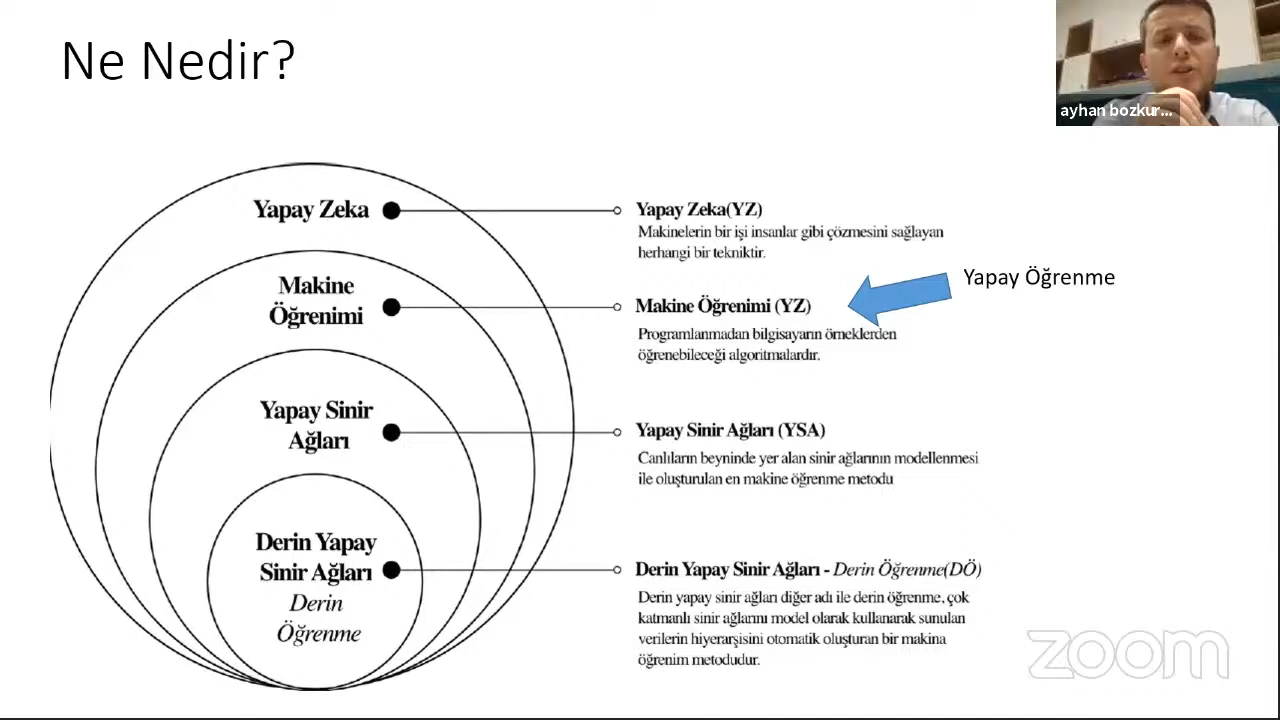 Ne Nedir?
ayhan bozkur...
Yapay Zeka
Makine
Öğrenimi
Yapay Sinir
Ağları
Derin Yapay
Sinir Ağları
Derin
Öğrenme
Yapay Zeka(YZ)
Makinelerin bir işi insanlar gibi çözmesini sağlayan
herhangi bir tekniktir.
Yapay Öğrenme
Makine Öğrenimi (YZ)
Programlanmadan bilgisayarın örneklerden
öğrenebileceği algoritmalardır.
Yapay Sinir Ağları (YSA)
Canlıların beyninde yer alan sinir ağlarının modellenmesi
ile oluşturulan en makine öğrenme metodu
Derin Yapay Sinir Ağları - Derin Öğrenme(DÖ)
Derin yapay sinir ağları diğer adı ile derin öğrenme, çok
katmanlı sinir ağlarını model olarak kullanarak sunulan
verilerin hiyerarşisini otomatik oluşturan bir makina
öğrenim metodudur.
zoom